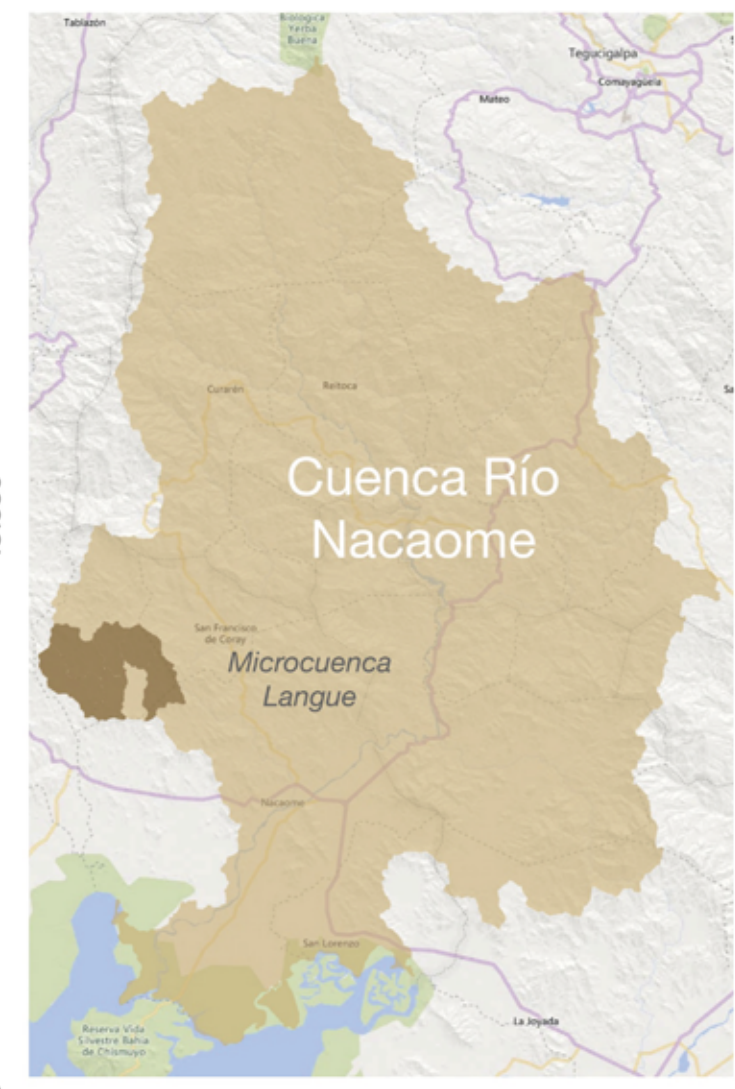 Tablazón
Biológica
Yerba
Buena
Tegucigalpa
Comayagüela
Mateo
Curarén
Reitoca
Cuenca Río
Nacaome
San Francisco
de Coray
Microcuenca
Langue
Nacaome
San Lorenzo
Reserva Vida
Silvestre Bahia
de Chismuyo
La Joyada